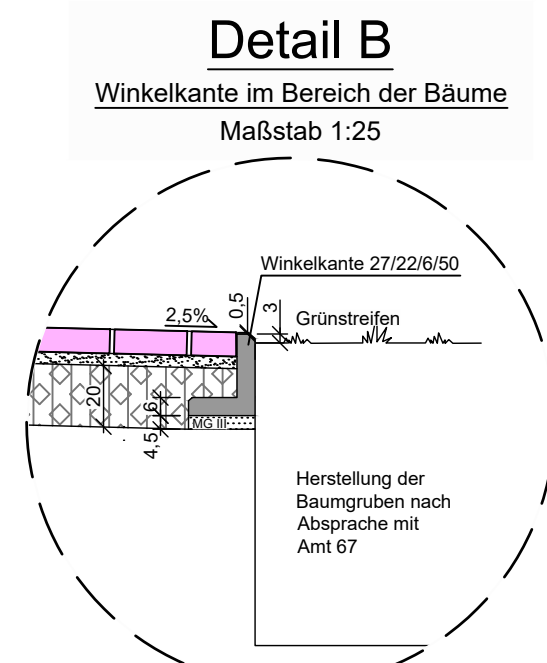 Detail B
Winkelkante im Bereich der Bäume
Maßstab 1:25
Winkelkante 27/22/6/50
2,5%
0,5
3
Grünstreifen
20
6
4,5
MG III
Herstellung der
Baumgruben nach
Absprache mit
Amt 67